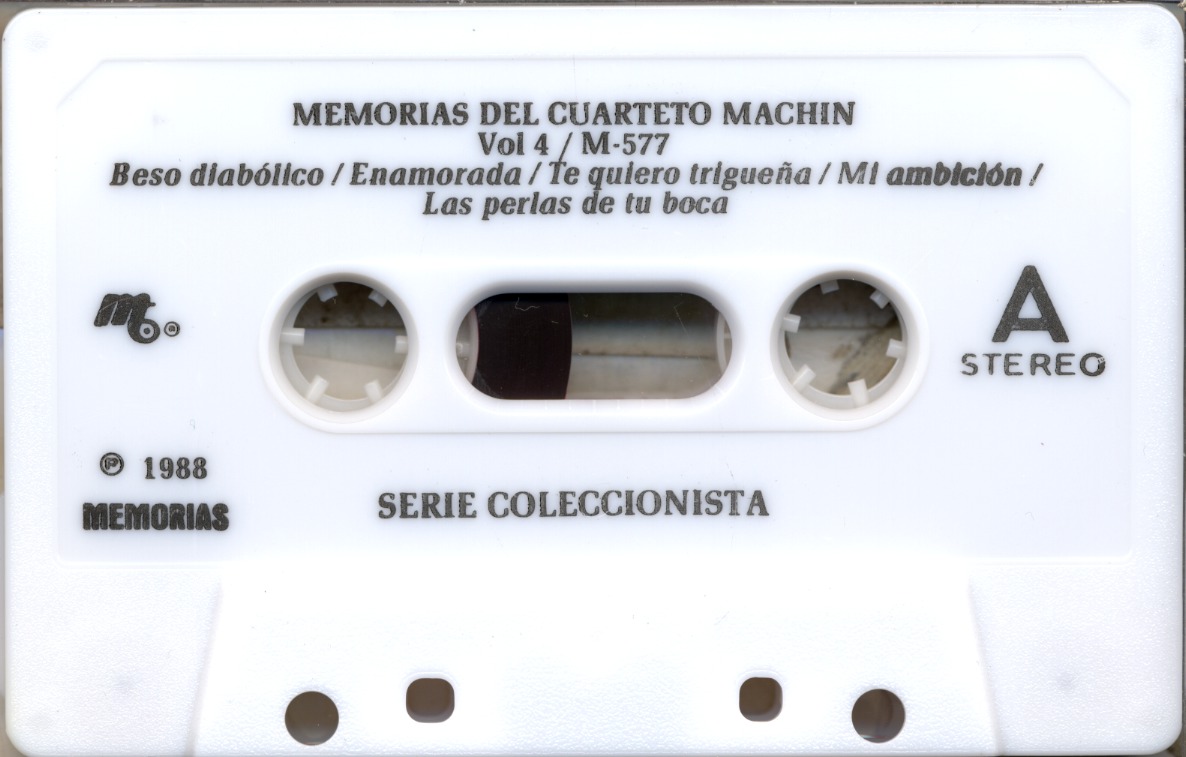 MEMORIAS DEL CUARTETO MACHIN
Vol 4 / M-577
Beso diabólico / Enamorada / Te quiero trigueña / Mi ambición /
Las perlas de tu boca
A
STEREO
℗ 1988
MEMORIAS
SERIE COLECCIONISTA